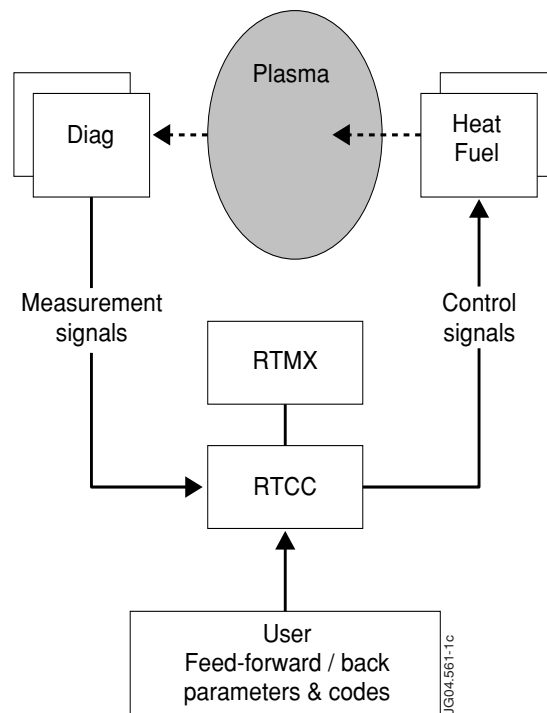 Plasma
Diag
Heat
Fuel
Measurement
signals
Control
signals
RTMX
RTCC
User
Feed-forward / back
parameters & codes
JG04.561-1c